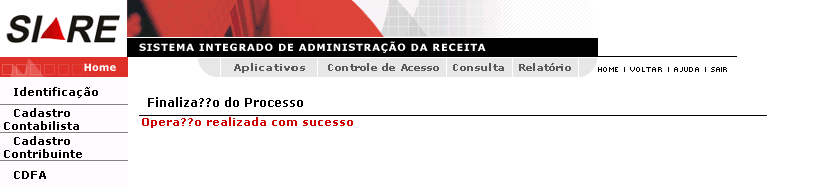 SIARE
SISTEMA INTEGRADO DE ADMINISTRAÇÃO DA RECEITA
Home
Aplicativos Controle de Acesso Consulta Relatório HOME | VOLTAR | AJUDA | SAIR
Identificação
Cadastro
Contabilista
Cadastro
Contribuinte
CDFA
Finaliza??o do Processo
Opera??o realizada com sucesso